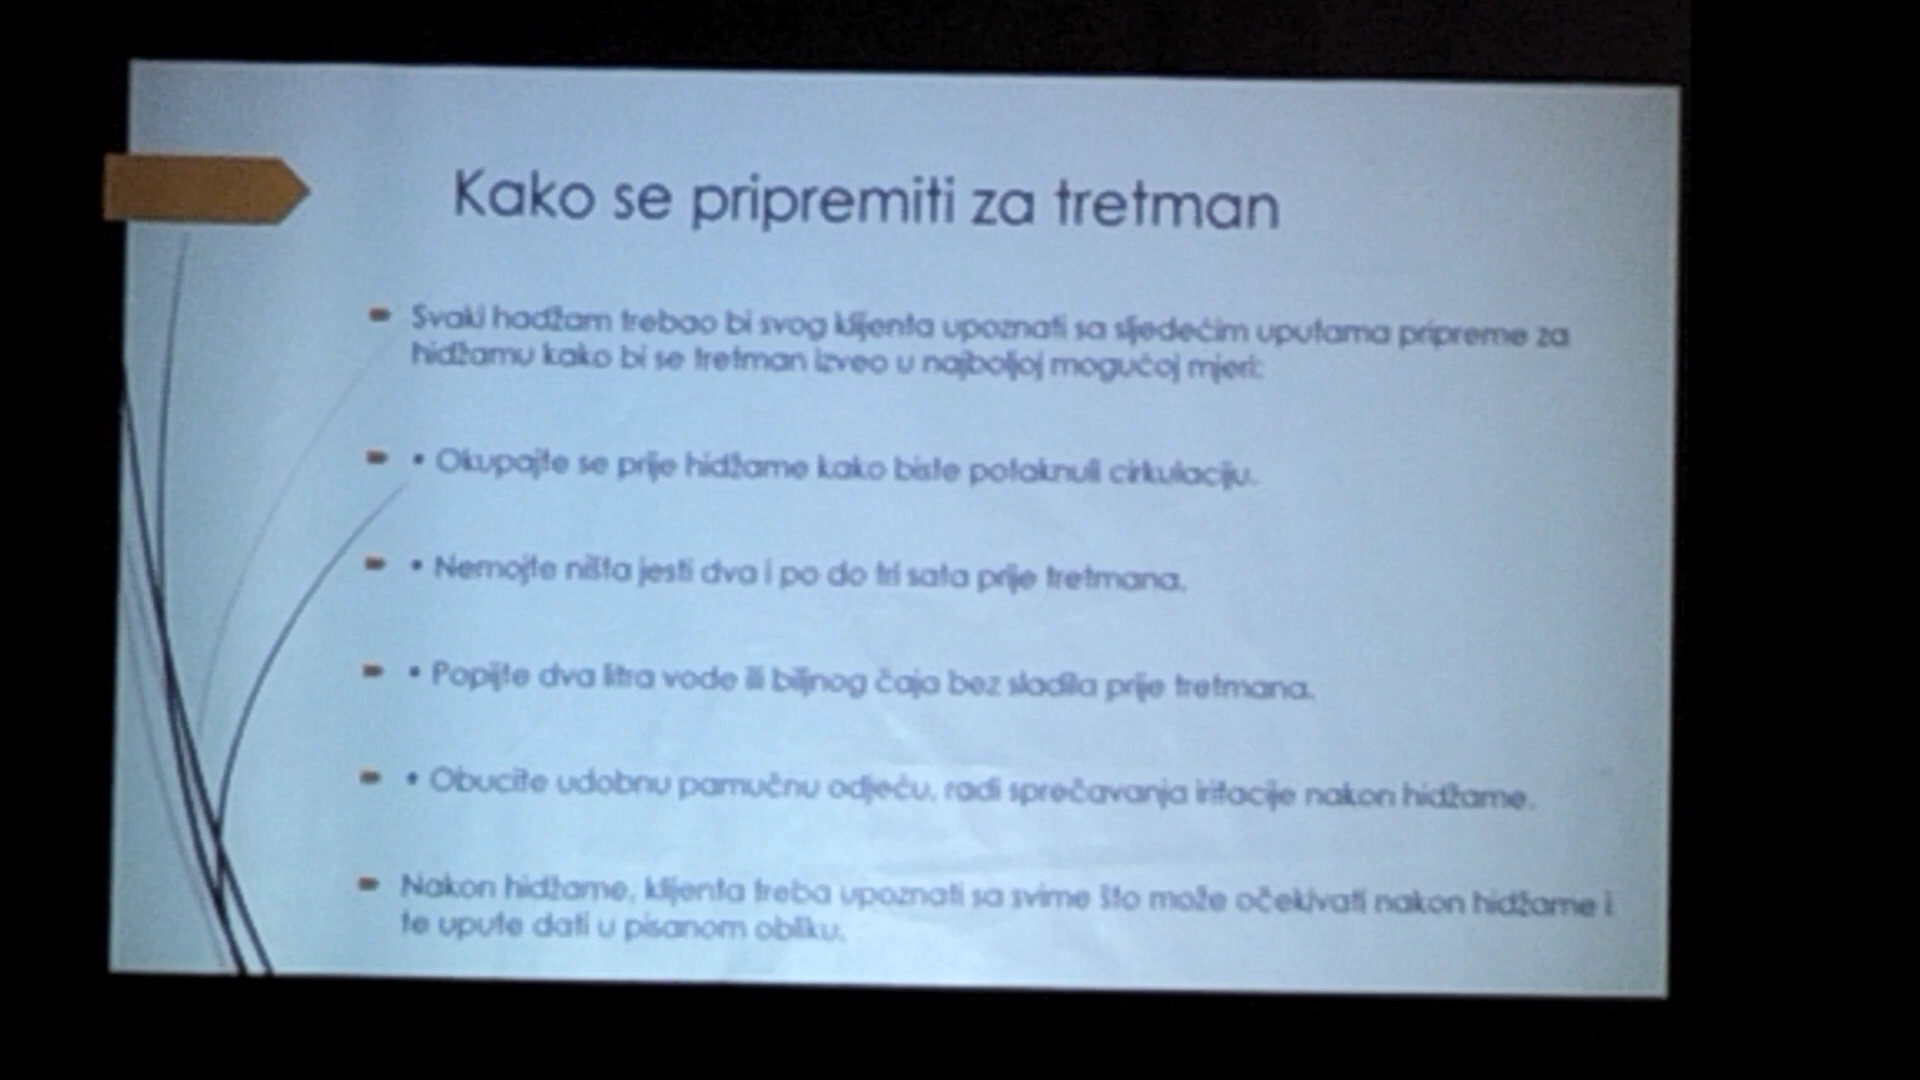 Kako se pripremiti za tretman
Svaki hadžam trebao bi svog klijenta upoznati sa sljedećim uputama pripreme za
hidžamu kako bi se tretman izveo u najboljoj mogućoj mjeri:
• Okupajte se prije hidžame kako biste potaknuli cirkulaciju.
• Nemojte ništa jesti dva i po do tri sata prije tretmana.
• Popijte dva litra vode ili biljnog čaja bez sladila prije tretmana.
• Obucite udobnu pamučnu odjeću, radi sprečavanja iritacije nakon hidžame.
Nakon hidžame, klijenta treba upoznati sa svime što može očekivati nakon hidžame i
te upute dati u pisanom obliku.